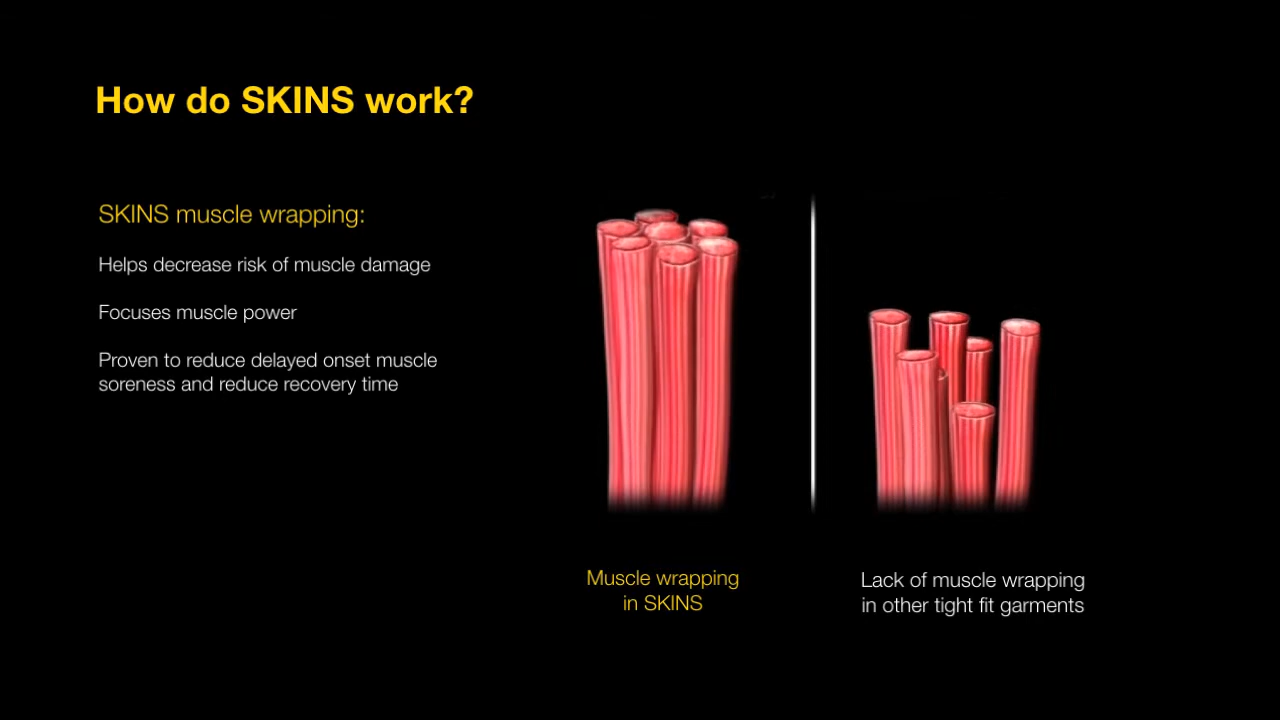 How do SKINS work?
SKINS muscle wrapping:
Helps decrease risk of muscle damage
Focuses muscle power
Proven to reduce delayed onset muscle
soreness and reduce recovery time
Muscle wrapping
in SKINS
Lack of muscle wrapping
in other tight fit garments